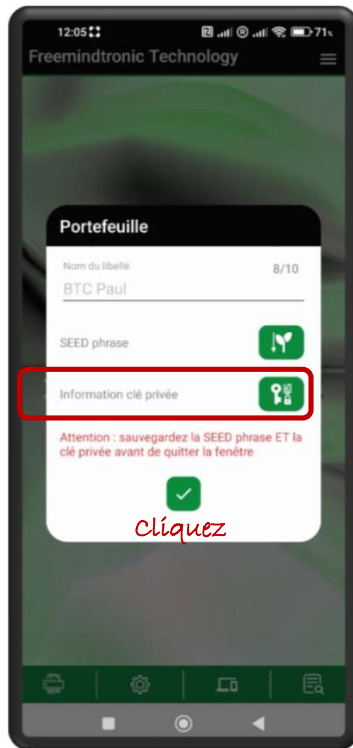 12:05
71%
Freemindtronic Technology
Portefeuille
Nom du libellé
8/10
BTC Paul
SEED phrase
Information clé privée
Attention : sauvegardez la SEED phrase ET la
clé privée avant de quitter la fenêtre
Cliquez